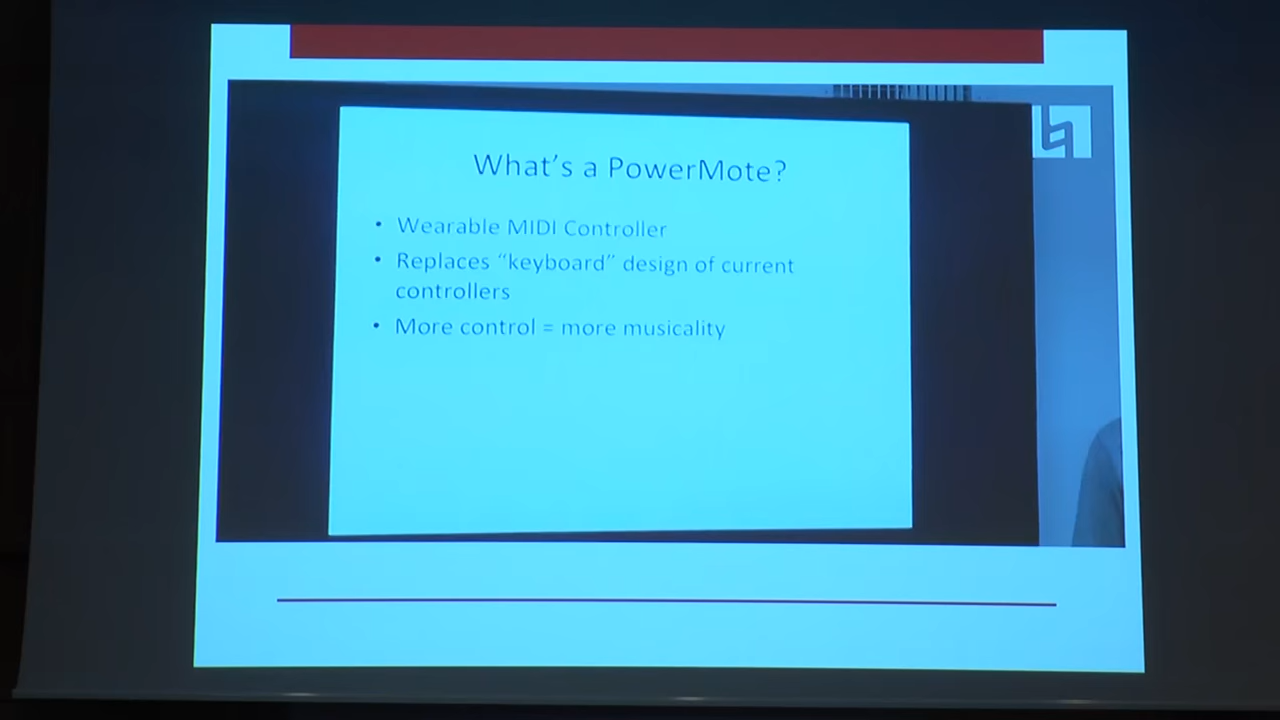 What's a PowerMote?
• Wearable MIDI Controller
• Replaces “keyboard” design of current
controllers
• More control = more musicality